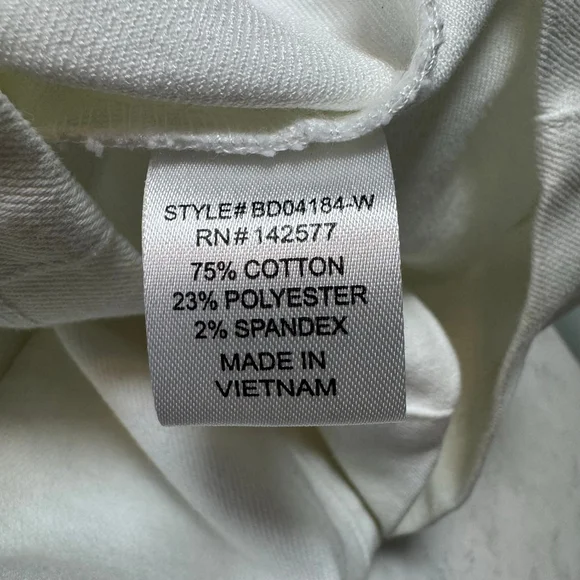 STYLE# BD04184-W
RN# 142577
75% COTTON
23% POLYESTER
2% SPANDEX
MADE IN
VIETNAM